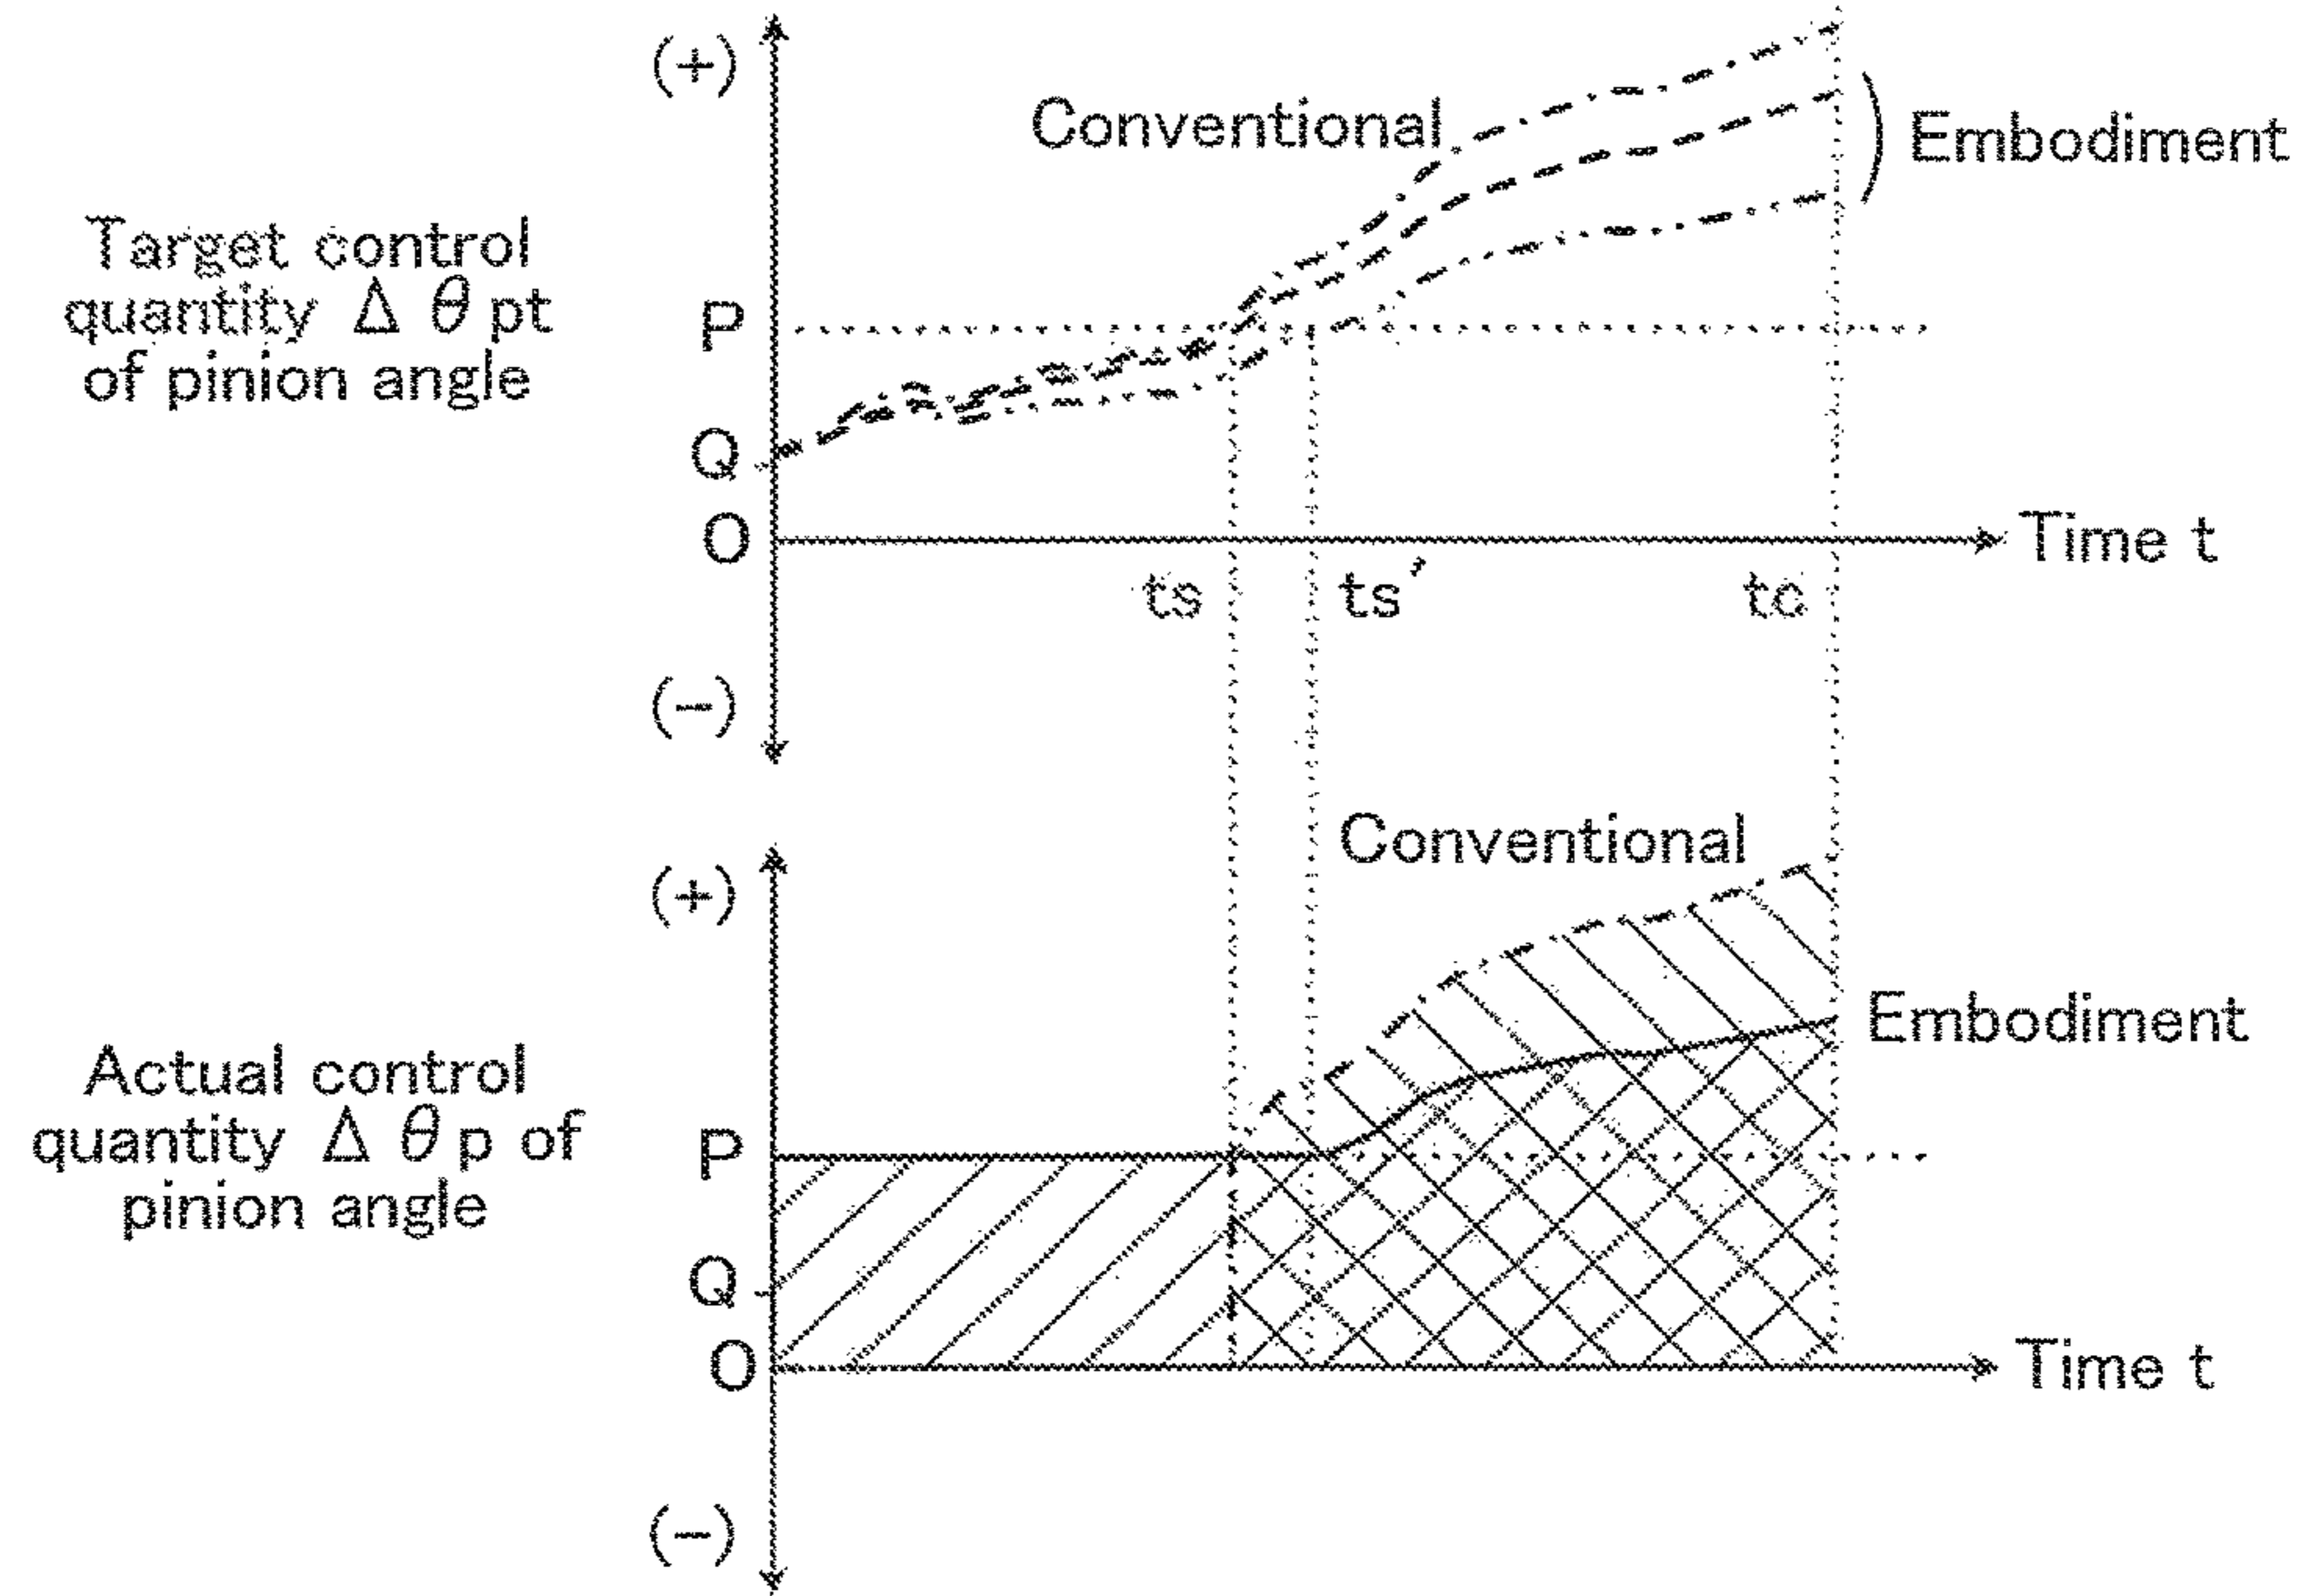 (+)
Conventional
Embodiment
Target control
quantity Δ θ pt
of pinion angle
P
Q
O
Time t
ts
ts′
tc
(-)
Conventional
(+)
Embodiment
Actual control
quantity Δ θ p of
pinion angle
P
Q
O
Time t
(-)